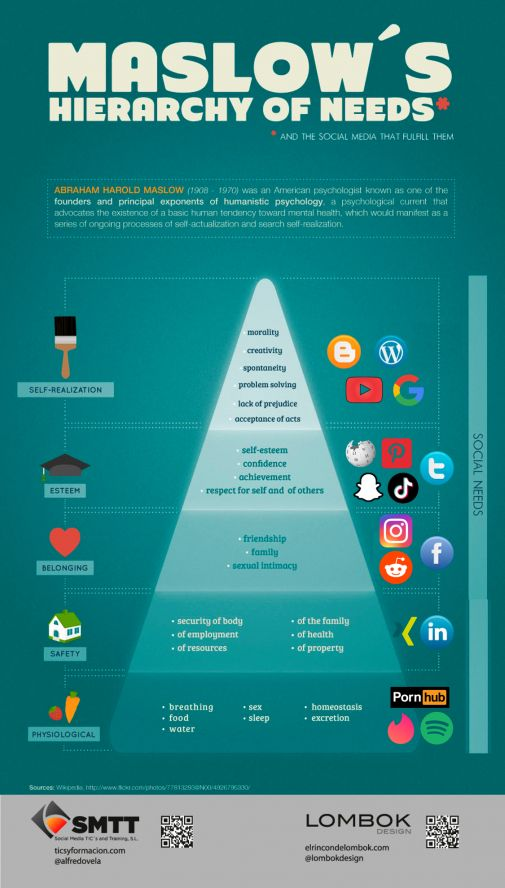 MASLOW´S
HIERARCHY OF NEEDS*
* AND THE SOCIAL MEDIA THAT FULFILL THEM
ABRAHAM HAROLD MASLOW (1908 - 1970) was an American psychologist known as one of the
founders and principal exponents of humanistic psychology, a psychological current that
advocates the existence of a basic human tendency toward mental health, which would manifest as a
series of ongoing processes of self-actualization and search self-realization.
SELF-REALIZATION
• morality
• creativity
• spontaneity
• problem solving
• lack of prejudice
• acceptance of acts
ESTEEM
• self-esteem
• confidence
• achievement
• respect for self and of others
BELONGING
• friendship
• family
• sexual intimacy
SAFETY
• security of body
• of employment
• of resources
• of the family
• of health
• of property
in
PHYSIOLOGICAL
• breathing
• food
• water
• sex
• sleep
• homeostasis
• excretion
Pornhub
SOCIAL NEEDS
SMTT
Social Media TIC´s and Training, S.L.
ticsyformacion.com
@alfredovela
LOMBOK
DESIGN
elrincondelombok.com
@lombokdesign